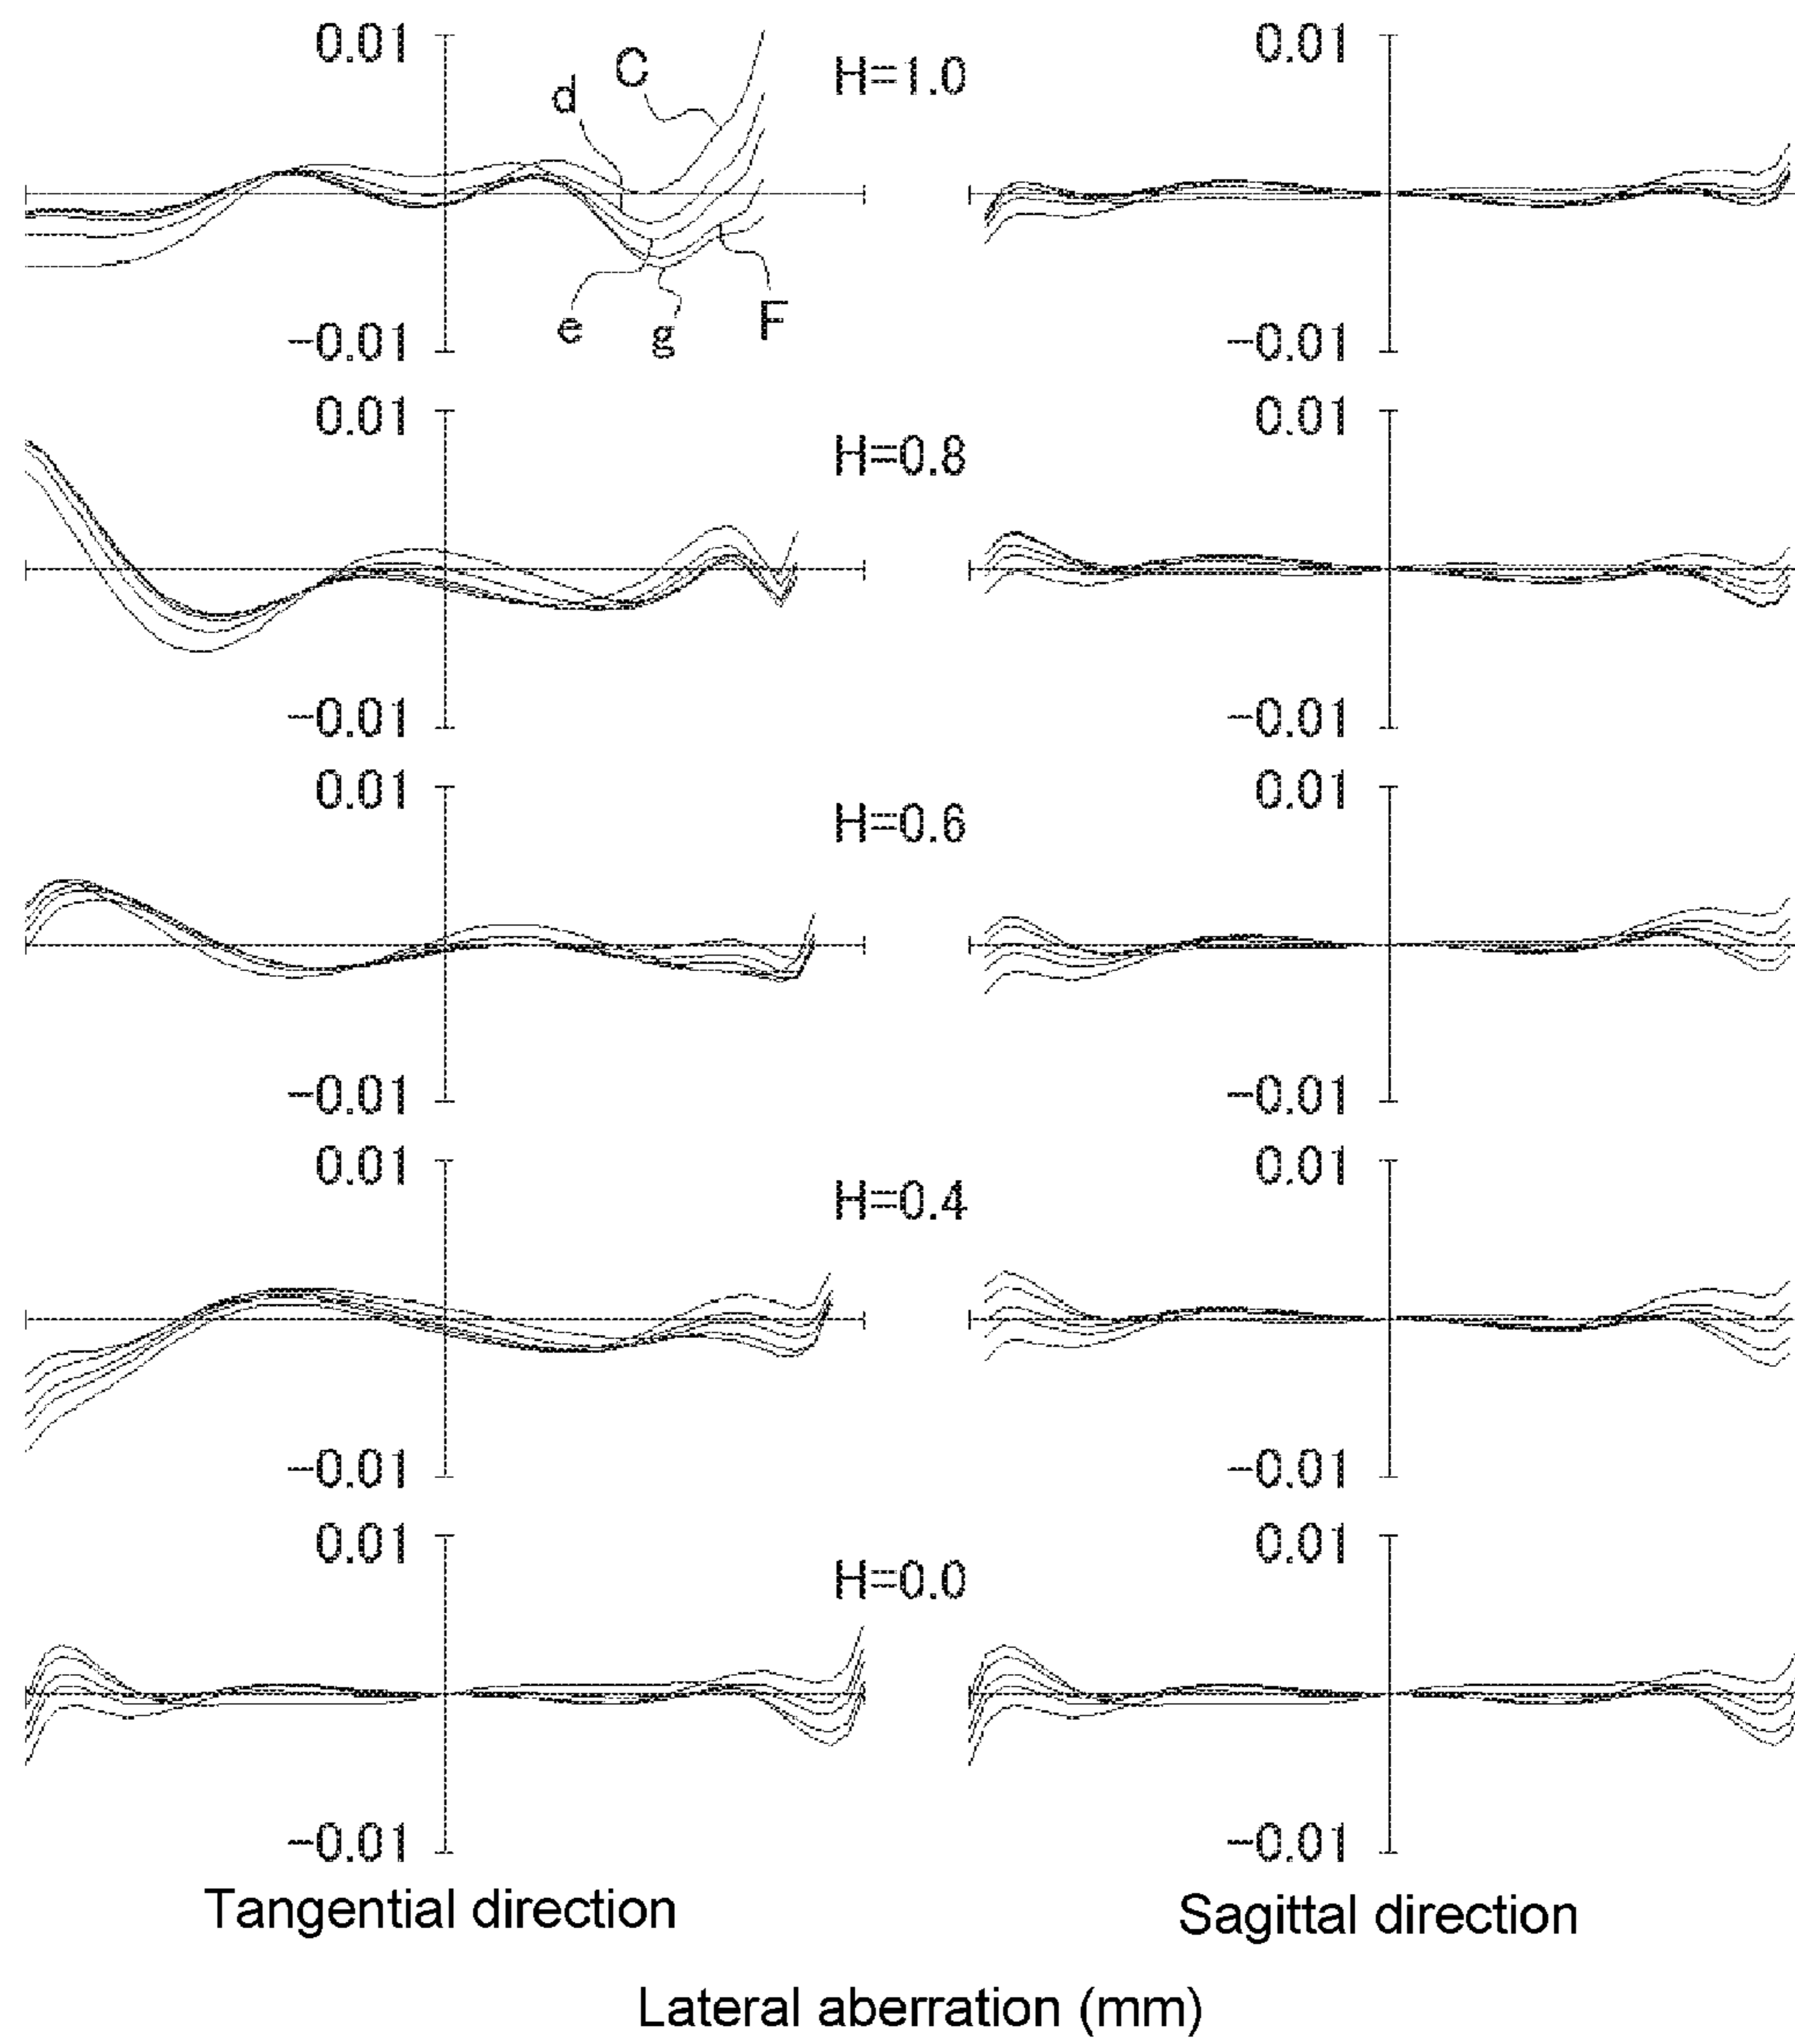 0.01 H=1.0 0.01
d C
e g F
−0.01 −0.01
0.01 H=0.8 0.01
−0.01 −0.01
0.01 H=0.6 0.01
−0.01 −0.01
0.01 H=0.4 0.01
−0.01 −0.01
0.01 H=0.0 0.01
−0.01 −0.01
Tangential direction Sagittal direction
Lateral aberration (mm)